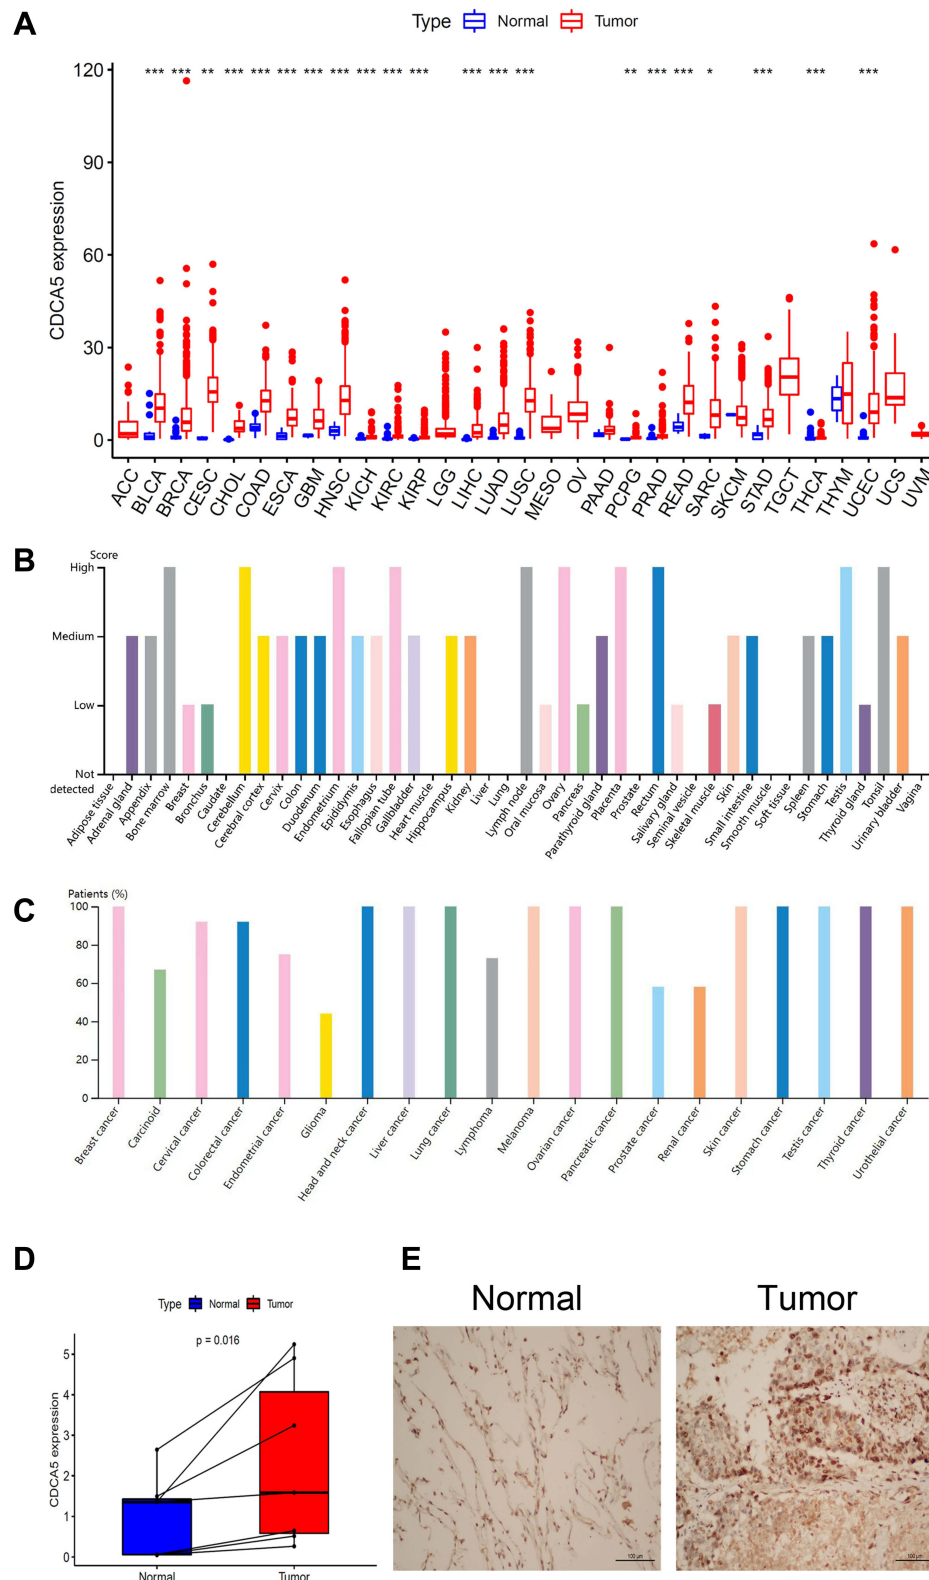 A
Type Normal Tumor
*** *** ** *** *** *** *** *** *** *** *** *** *** *** ** *** *** * *** *** ***
CDCA5 expression
120
90
60
30
0
ACC BLCA BRCA CESC CHOL COAD ESCA GBM HNSC KICH KIRC KIRP LGG LIHC LUAD LUSC MESO OV PAAD PCPG PRAD READ SARC SKCM STAD TGCT THCA THYM UCEC UCS UVM
B
Score
High
Medium
Low
Not
detected
Adipose tissue Adrenal gland Appendix Bone marrow Breast Bronchus Caudate Cerebellum Cerebral cortex Cervix Colon Duodenum Endometrium Epididymis Esophagus Fallopian tube Gallbladder Heart muscle Hippocampus Kidney Liver Lung Lymph node Oral mucosa Ovary Pancreas Parathyroid gland Placenta Prostate Rectum Salivary gland Seminal vesicle Skeletal muscle Skin Small intestine Smooth muscle Soft tissue Spleen Stomach Testis Thyroid gland Tonsil Urinary bladder Vagina
C
Patients (%)
100
80
60
40
20
0
Breast cancer Carcinoid Cervical cancer Colorectal cancer Endometrial cancer Glioma Head and neck cancer Liver cancer Lung cancer Lymphoma Melanoma Ovarian cancer Pancreatic cancer Prostate cancer Renal cancer Skin cancer Stomach cancer Testis cancer Thyroid cancer Urothelial cancer
D
Type Normal Tumor
p = 0.016
CDCA5 expression
5
4
3
2
1
0
Normal Tumor
E
Normal Tumor
100 µm
100 µm